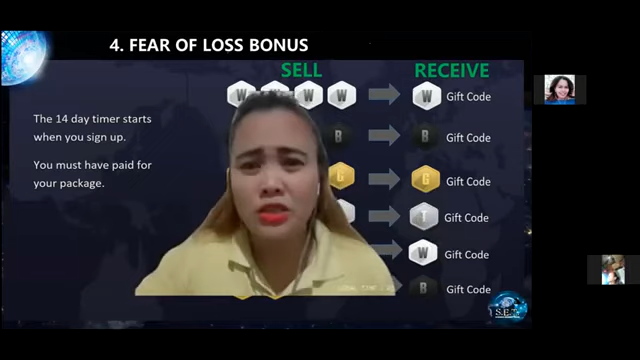 4. FEAR OF LOSS BONUS
SELL
RECEIVE
The 14 day timer starts
when you sign up.
You must have paid for
your package.
W W W W
W
Gift Code
B
B
Gift Code
G
G
Gift Code
T
Gift Code
W
Gift Code
B
Gift Code
S.E.T.